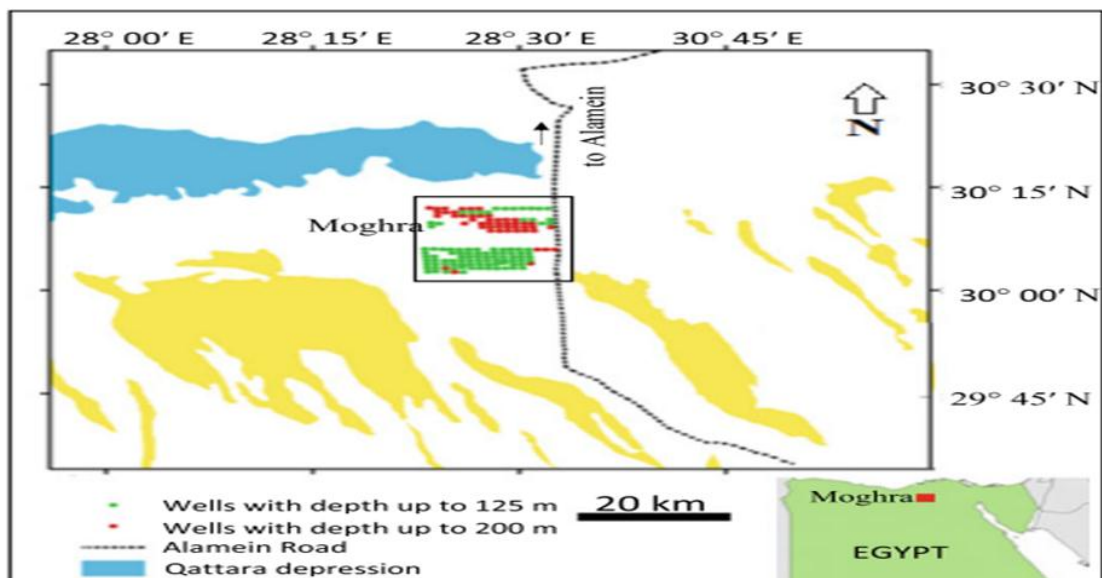 28° 00′ E 28° 15′ E 28° 30′ E 30° 45′ E
30° 30′ N
N
to Alamein
30° 15′ N
Moghra
30° 00′ N
29° 45′ N
Wells with depth up to 125 m
20 km
Wells with depth up to 200 m
Alamein Road
Qattara depression
Moghra
EGYPT